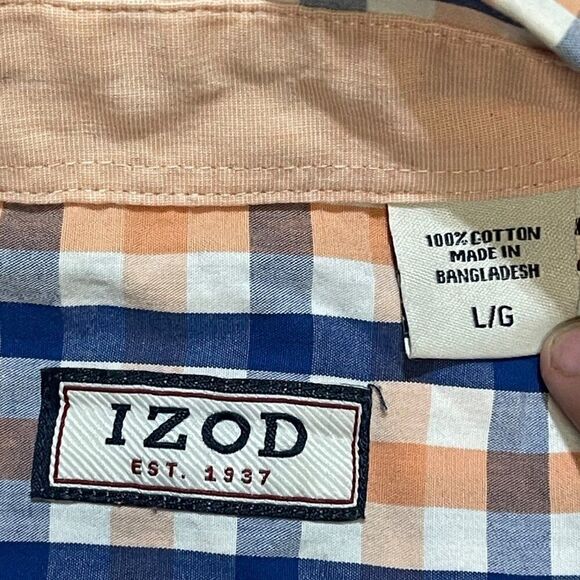 100% COTTON
MADE IN
BANGLADESH
L/G
IZOD
EST. 1937